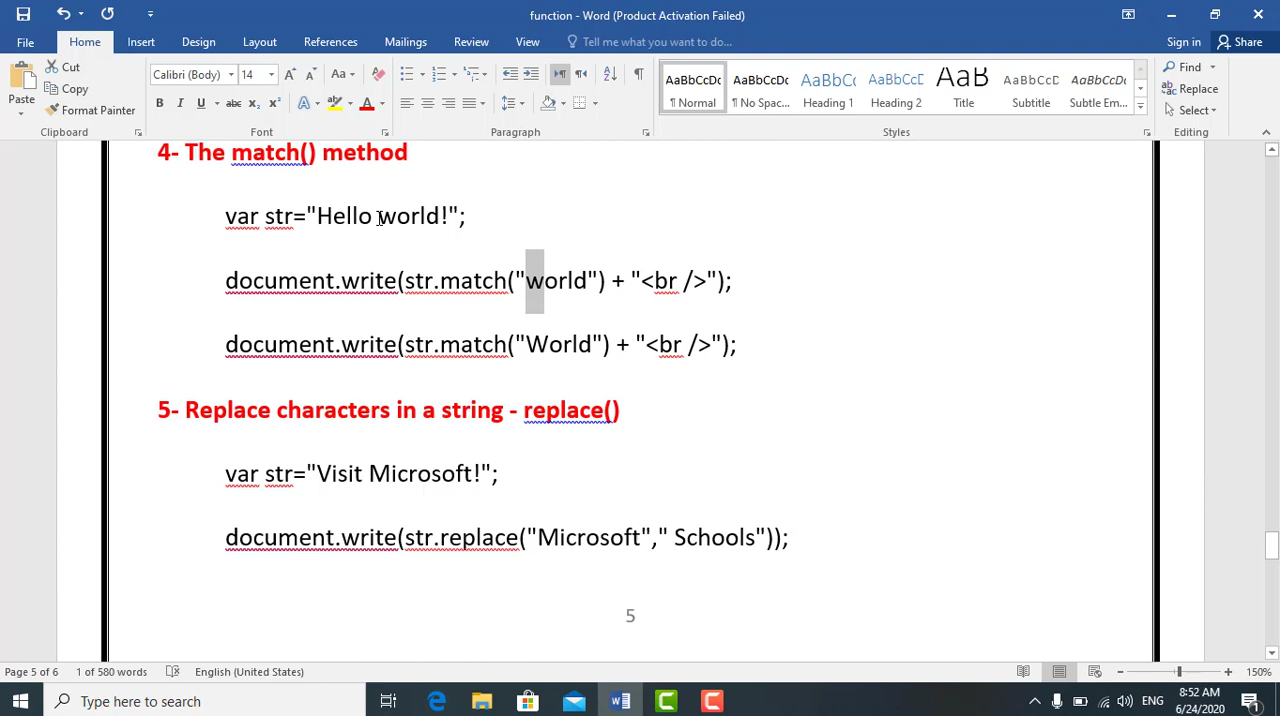 function - Word (Product Activation Failed)
File Home Insert Design Layout References Mailings Review View Tell me what you want to do... Sign in Share
Paste Cut Copy Format Painter
Calibri (Body) 14
AaBbCcDc AaBbCcDc AaBbCc AaBbCcD AaB AaBbCcD AaBbCcDc
¶ Normal ¶ No Spac... Heading 1 Heading 2 Title Subtitle Subtle Em...
Find Replace Select
Clipboard Font Paragraph Styles Editing
4- The match() method
var str="Hello world!";
document.write(str.match("world") + "<br />");
document.write(str.match("World") + "<br />");
5- Replace characters in a string - replace()
var str="Visit Microsoft!";
document.write(str.replace("Microsoft"," Schools"));
5
Page 5 of 6 1 of 580 words English (United States) 150%
Type here to search ENG 8:52 AM
6/24/2020